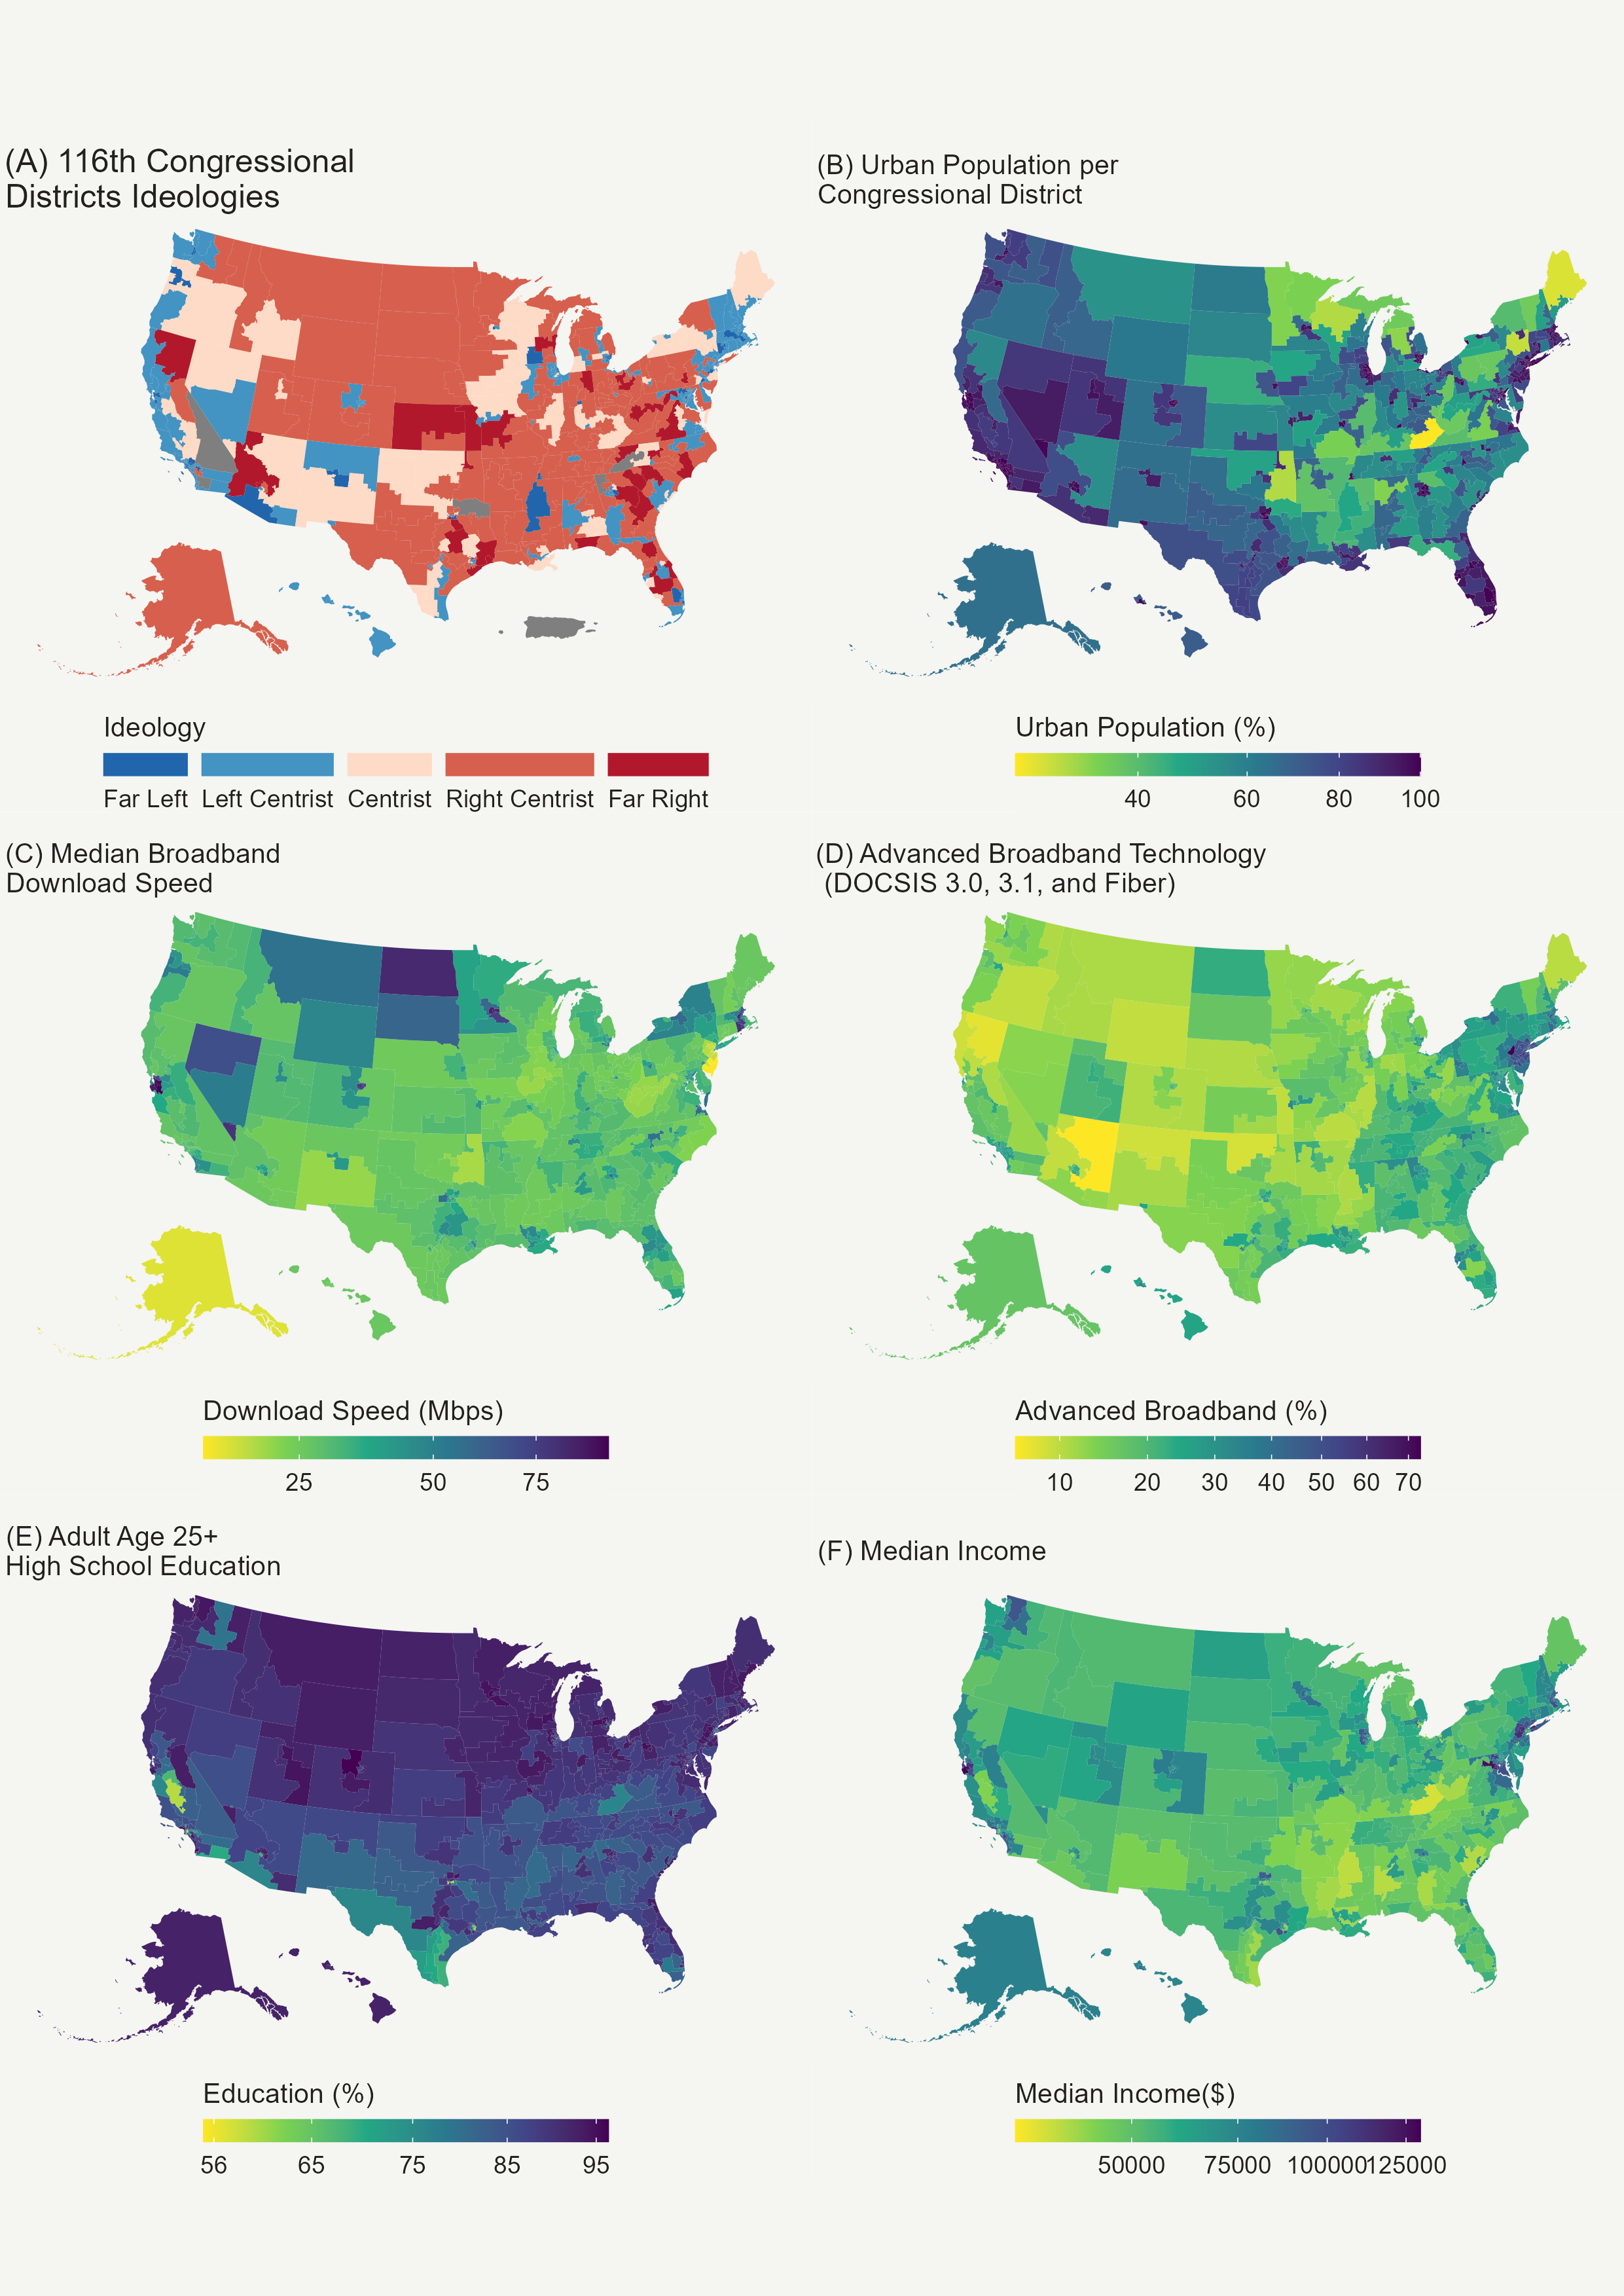 (A) 116th Congressional
Districts Ideologies
Ideology
Far Left Left Centrist Centrist Right Centrist Far Right
(B) Urban Population per
Congressional District
Urban Population (%)
40 60 80 100
(C) Median Broadband
Download Speed
Download Speed (Mbps)
25 50 75
(D) Advanced Broadband Technology
(DOCSIS 3.0, 3.1, and Fiber)
Advanced Broadband (%)
10 20 30 40 50 60 70
(E) Adult Age 25+
High School Education
Education (%)
56 65 75 85 95
(F) Median Income
Median Income($)
50000 75000 100000 125000